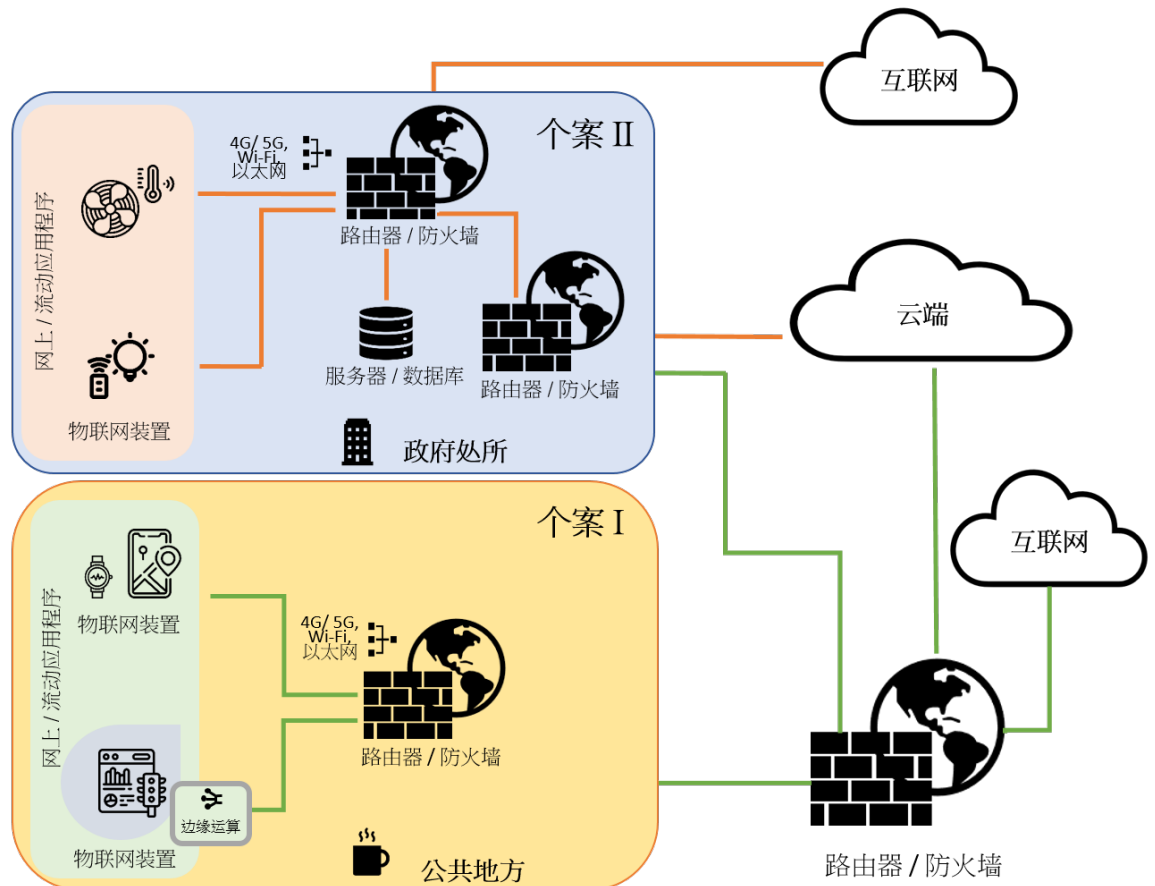 互联网
个案 II
4G/ 5G,
Wi-Fi,
以太网
网上 / 流动应用程序
路由器 / 防火墙
云端
服务器 / 数据库
路由器 / 防火墙
物联网装置
政府处所
个案 I
互联网
网上 / 流动应用程序
物联网装置
4G/ 5G,
Wi-Fi,
以太网
路由器 / 防火墙
边缘运算
物联网装置
公共地方
路由器 / 防火墙